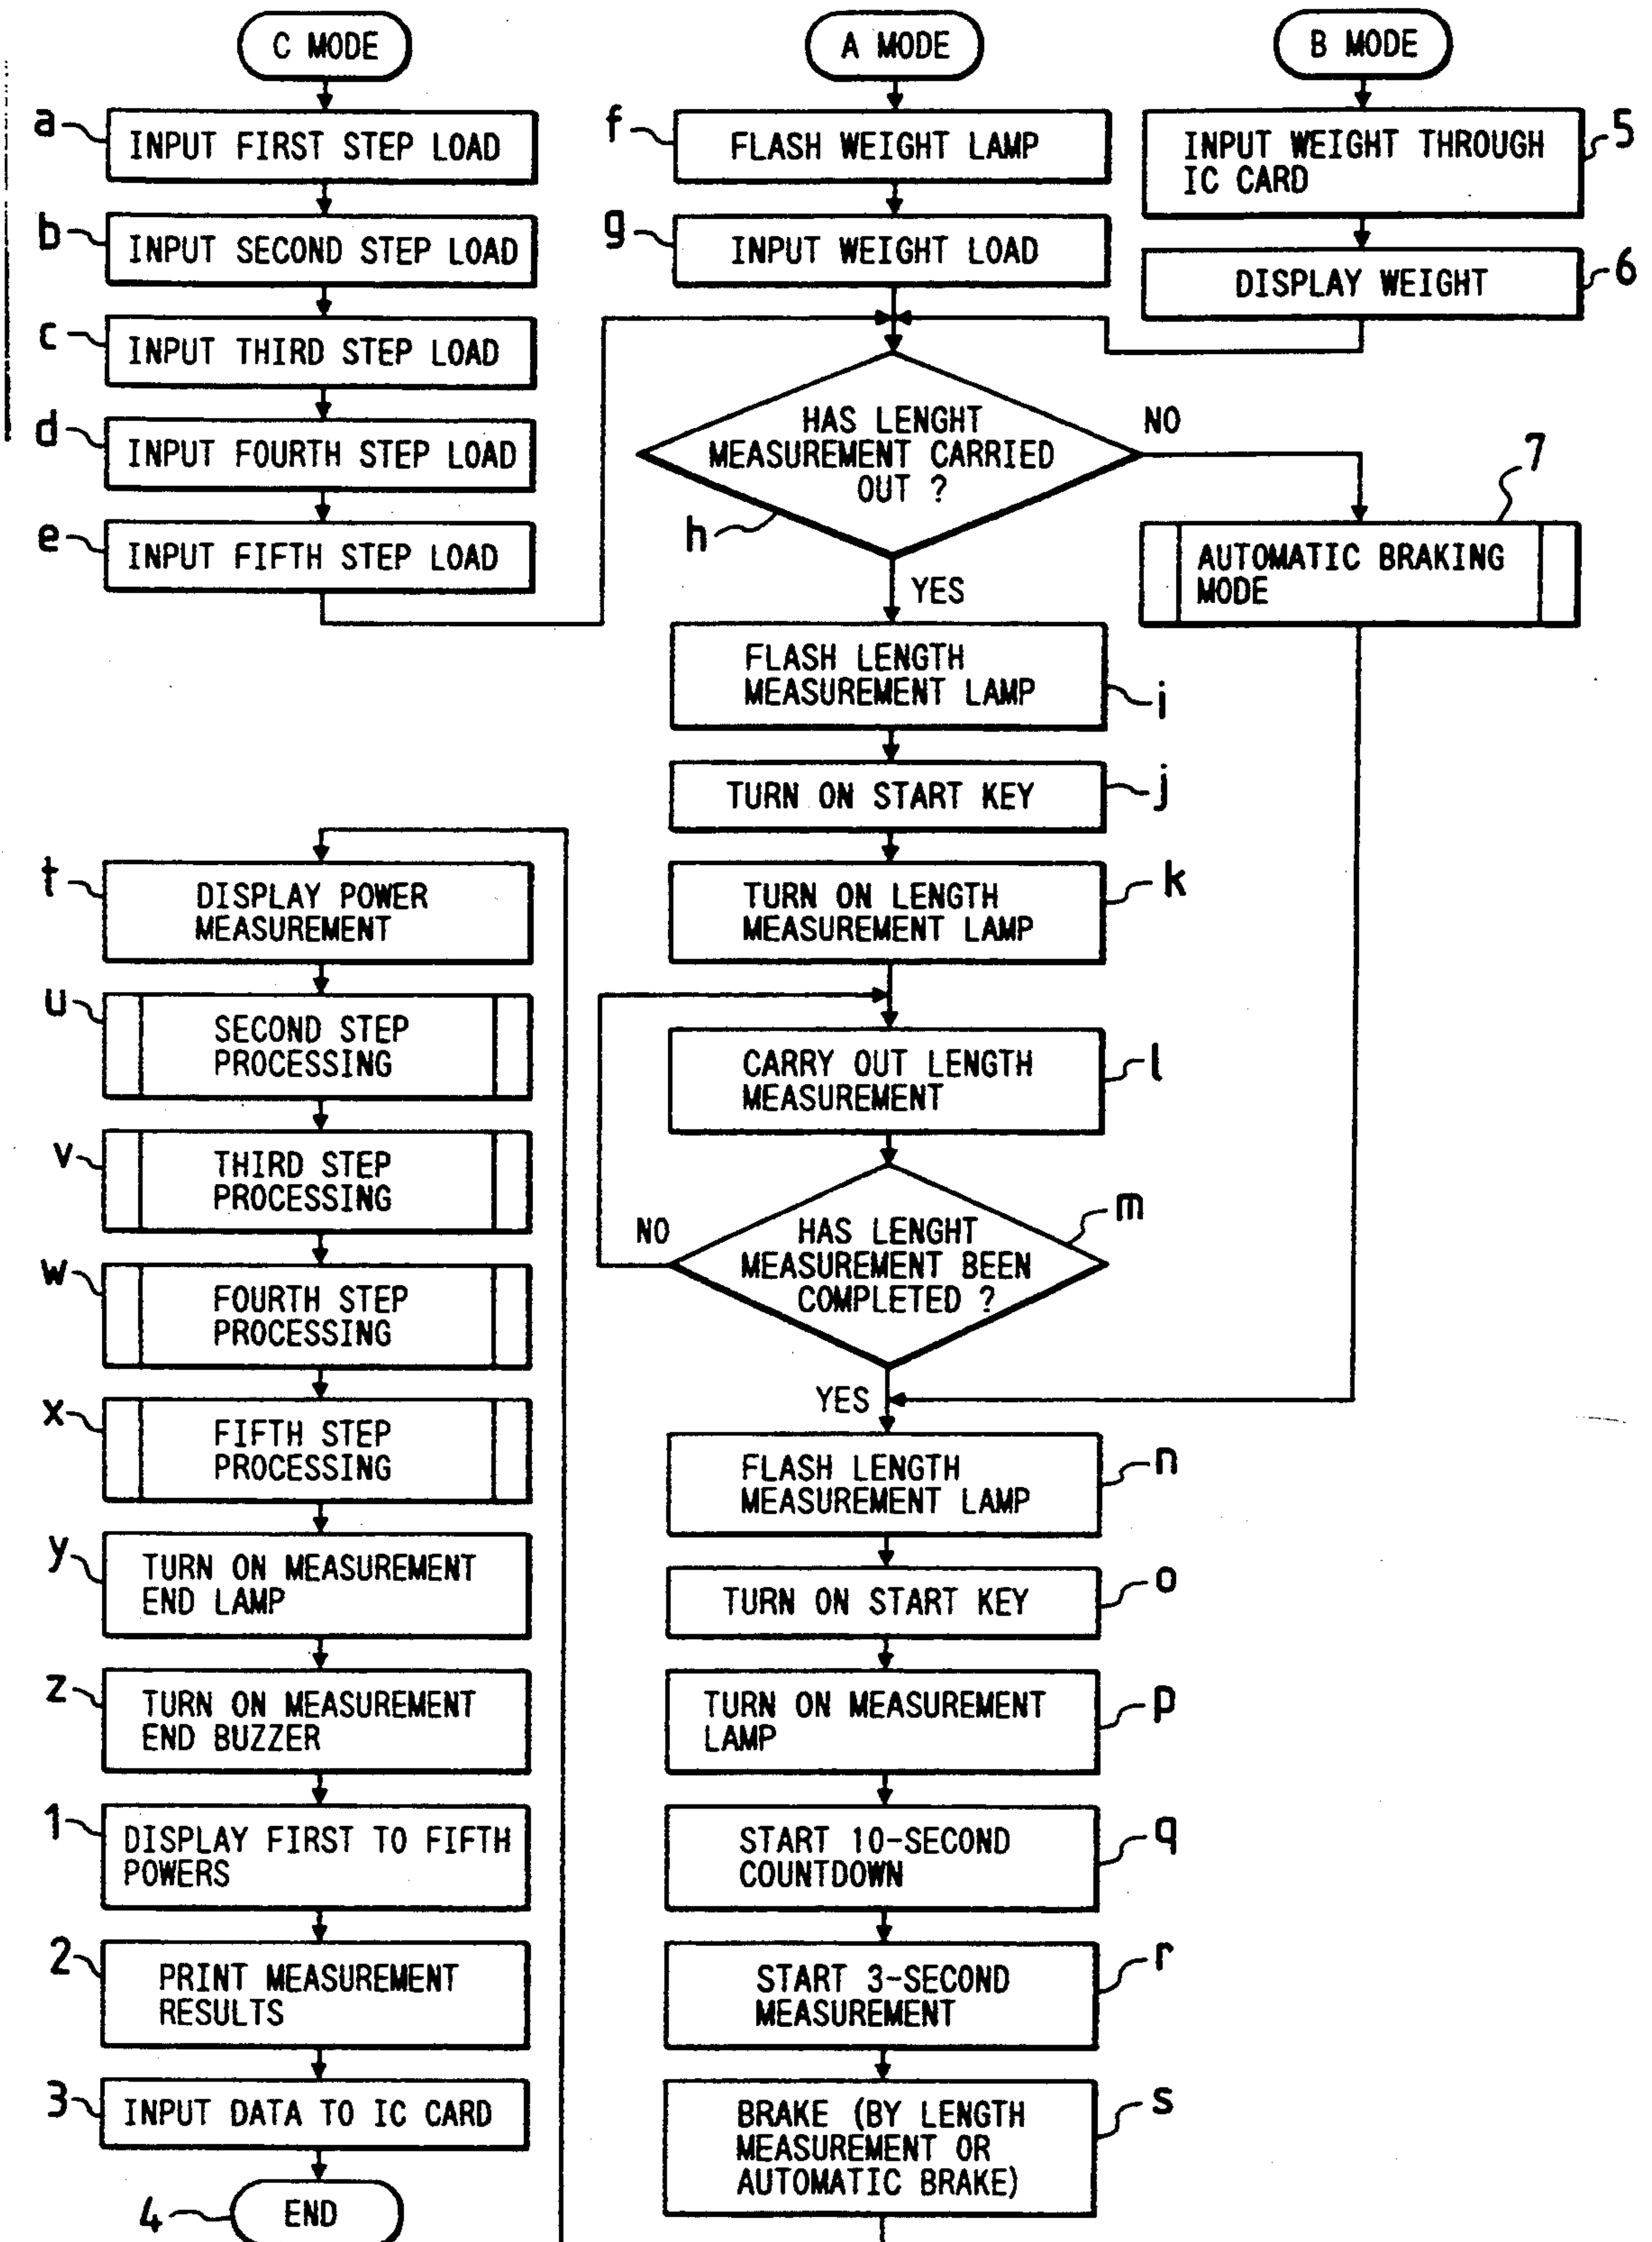 C MODE
a
INPUT FIRST STEP LOAD
b
INPUT SECOND STEP LOAD
c
INPUT THIRD STEP LOAD
d
INPUT FOURTH STEP LOAD
e
INPUT FIFTH STEP LOAD
A MODE
f
FLASH WEIGHT LAMP
g
INPUT WEIGHT LOAD
B MODE
5
INPUT WEIGHT THROUGH
IC CARD
6
DISPLAY WEIGHT
HAS LENGHT
MEASUREMENT CARRIED
OUT ?
h
NO
YES
7
AUTOMATIC BRAKING
MODE
FLASH LENGTH
MEASUREMENT LAMP
i
TURN ON START KEY
j
TURN ON LENGTH
MEASUREMENT LAMP
k
CARRY OUT LENGTH
MEASUREMENT
l
HAS LENGHT
MEASUREMENT BEEN
COMPLETED ?
m
NO
YES
FLASH LENGTH
MEASUREMENT LAMP
n
TURN ON START KEY
o
TURN ON MEASUREMENT
LAMP
p
START 10-SECOND
COUNTDOWN
q
START 3-SECOND
MEASUREMENT
r
BRAKE (BY LENGTH
MEASUREMENT OR
AUTOMATIC BRAKE)
s
t
DISPLAY POWER
MEASUREMENT
u
SECOND STEP
PROCESSING
v
THIRD STEP
PROCESSING
w
FOURTH STEP
PROCESSING
x
FIFTH STEP
PROCESSING
y
TURN ON MEASUREMENT
END LAMP
z
TURN ON MEASUREMENT
END BUZZER
1
DISPLAY FIRST TO FIFTH
POWERS
2
PRINT MEASUREMENT
RESULTS
3
INPUT DATA TO IC CARD
4
END